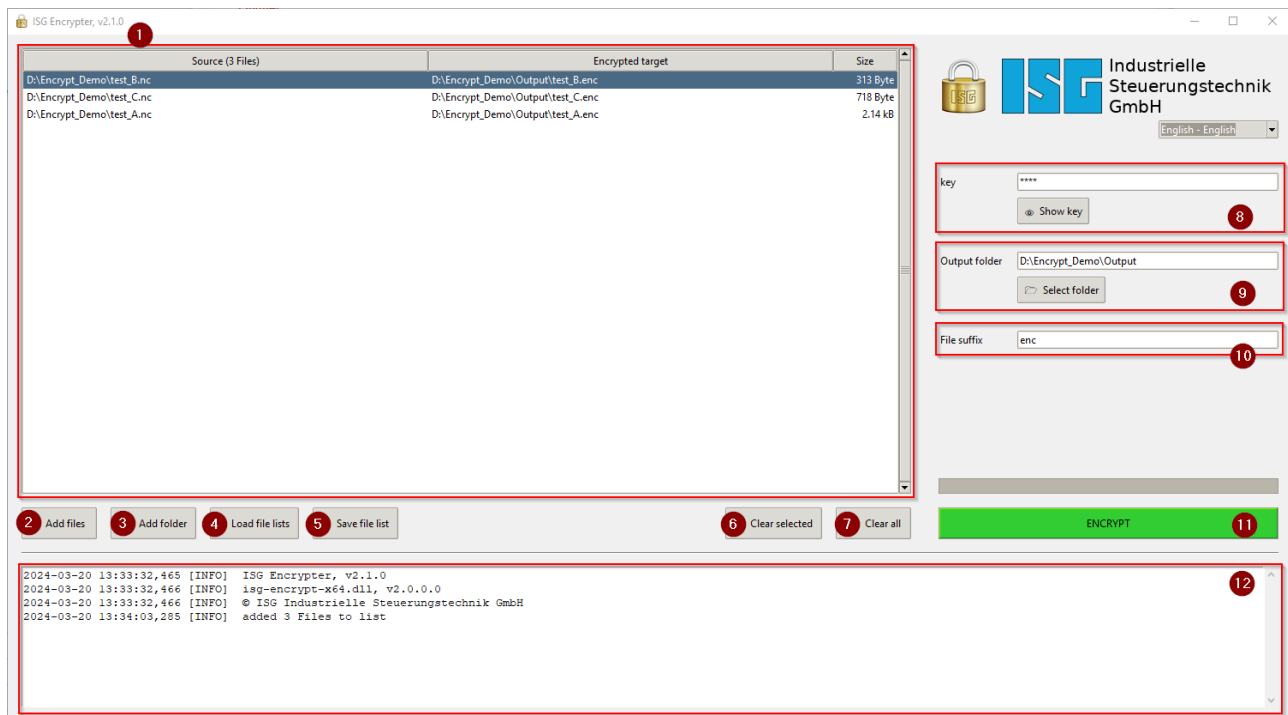 ISG Encrypter, v2.1.0
1
Source (3 Files) Encrypted target Size
D:\Encrypt_Demo\test_B.nc D:\Encrypt_Demo\Output\test_B.enc 313 Byte
D:\Encrypt_Demo\test_C.nc D:\Encrypt_Demo\Output\test_C.enc 718 Byte
D:\Encrypt_Demo\test_A.nc D:\Encrypt_Demo\Output\test_A.enc 2.14 kB
ISG
ISG
Industrielle
Steuerungstechnik
GmbH
English - English
key ****
Show key
8
Output folder D:\Encrypt_Demo\Output
Select folder
9
File suffix enc
10
2 Add files 3 Add folder 4 Load file lists 5 Save file list 6 Clear selected 7 Clear all ENCRYPT 11
2024-03-20 13:33:32,465 [INFO] ISG Encrypter, v2.1.0
2024-03-20 13:33:32,466 [INFO] isg-encrypt-x64.dll, v2.0.0.0
2024-03-20 13:33:32,466 [INFO] © ISG Industrielle Steuerungstechnik GmbH
2024-03-20 13:34:03,285 [INFO] added 3 Files to list
12